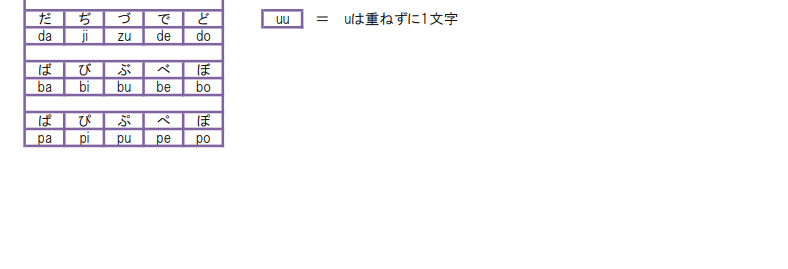 だ ぢ づ で ど
da ji zu de do
ば び ぶ べ ぼ
ba bi bu be bo
ぱ ぴ ぷ ぺ ぽ
pa pi pu pe po
uu = uは重ねずに1文字